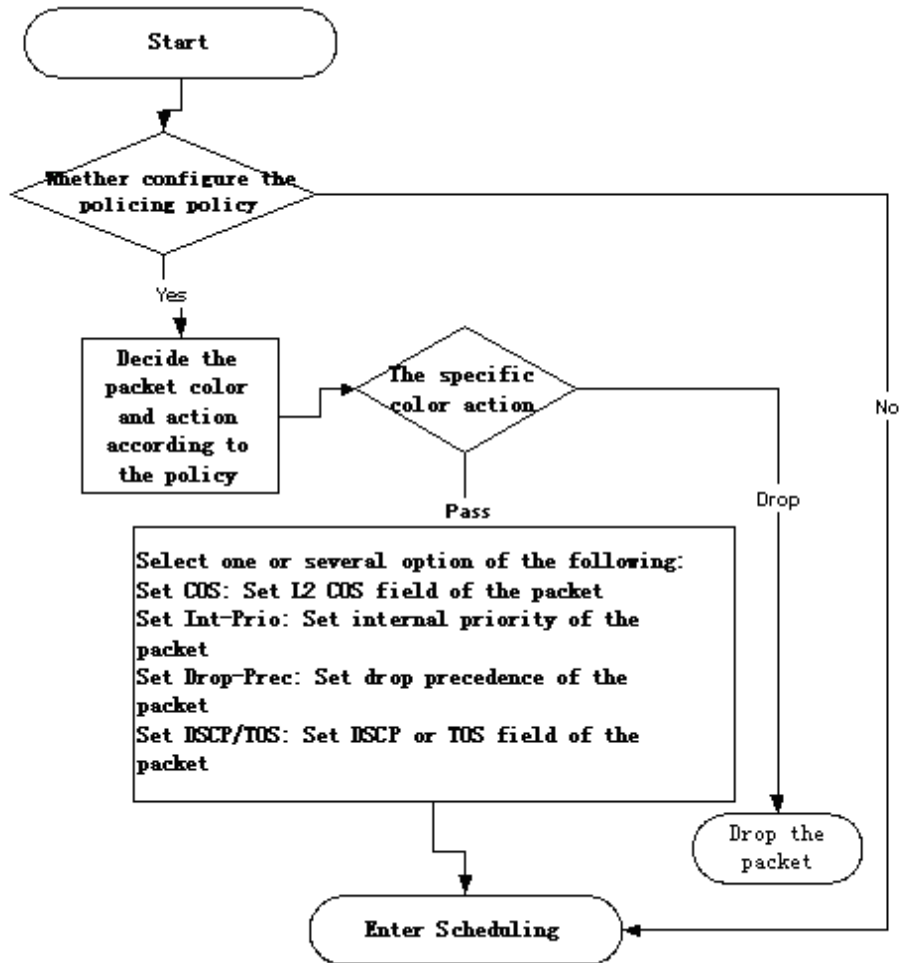 Start
Whether configure the
policing policy
Yes
No
Decide the
packet color
and action
according to
the policy
The specific
color action
Drop
Pass
Select one or several option of the following:
Set COS: Set L2 COS field of the packet
Set Int-Prio: Set internal priority of the
packet
Set Drop-Prec: Set drop precedence of the
packet
Set DSCP/TOS: Set DSCP or TOS field of the
packet
Drop the
packet
Enter Scheduling